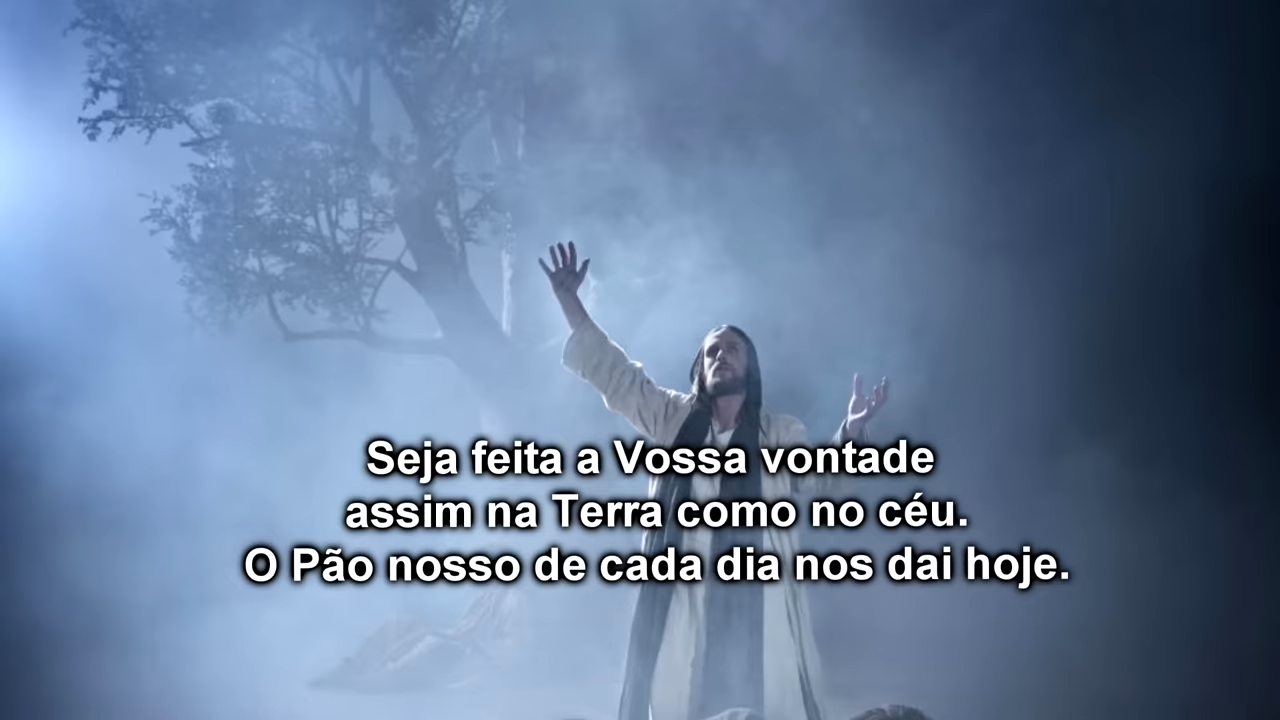 Seja feita a Vossa vontade
assim na Terra como no céu.
O Pão nosso de cada dia nos dai hoje.